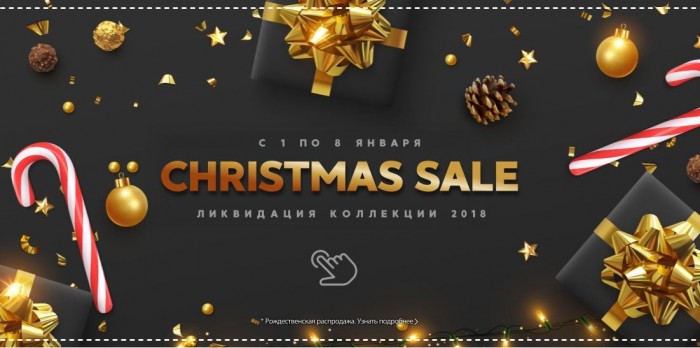 С 1 ПО 8 ЯНВАРЯ
CHRISTMAS SALE
ЛИКВИДАЦИЯ КОЛЛЕКЦИИ 2018
* Рождественская распродажа. Узнать подробнее >